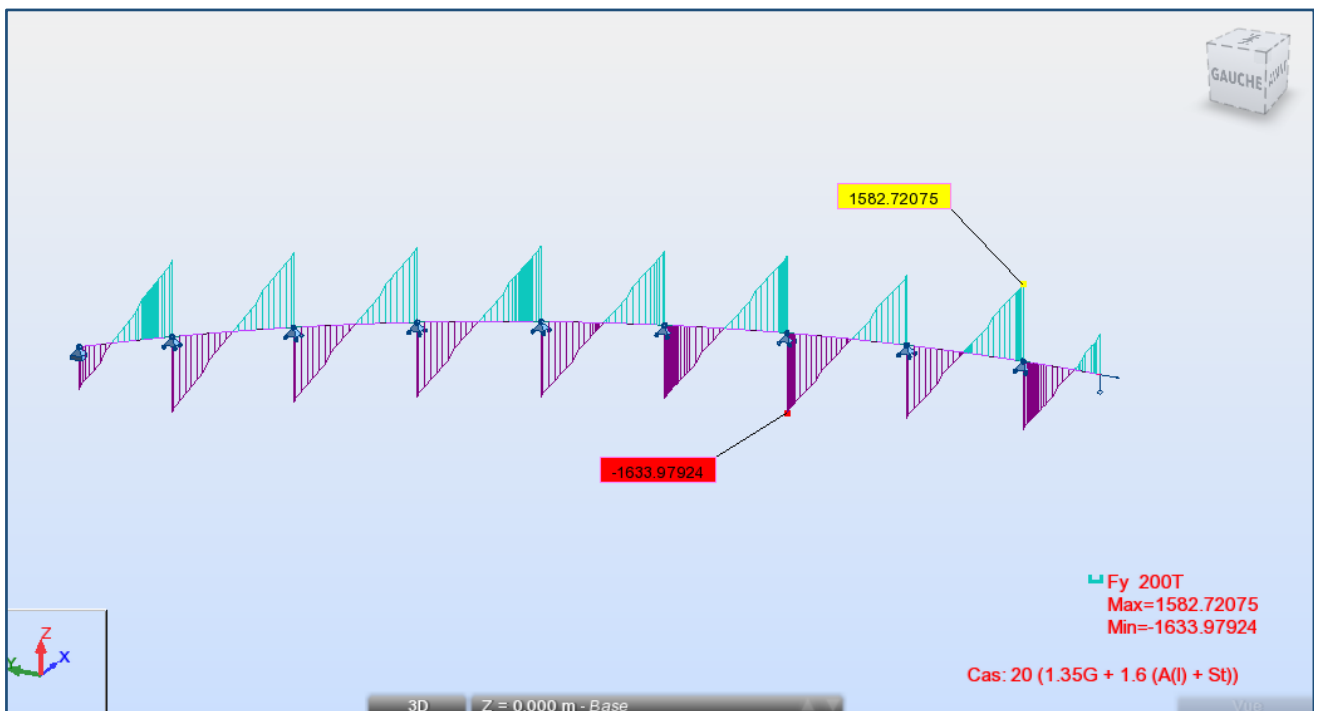 GAUCHE
1582.72075
-1633.97924
Fy 200T
Max=1582.72075
Min=-1633.97924
Cas: 20 (1.35G + 1.6 (A(l) + St))
Z
X
Y
3D
Z = 0.000 m - Base
Vue